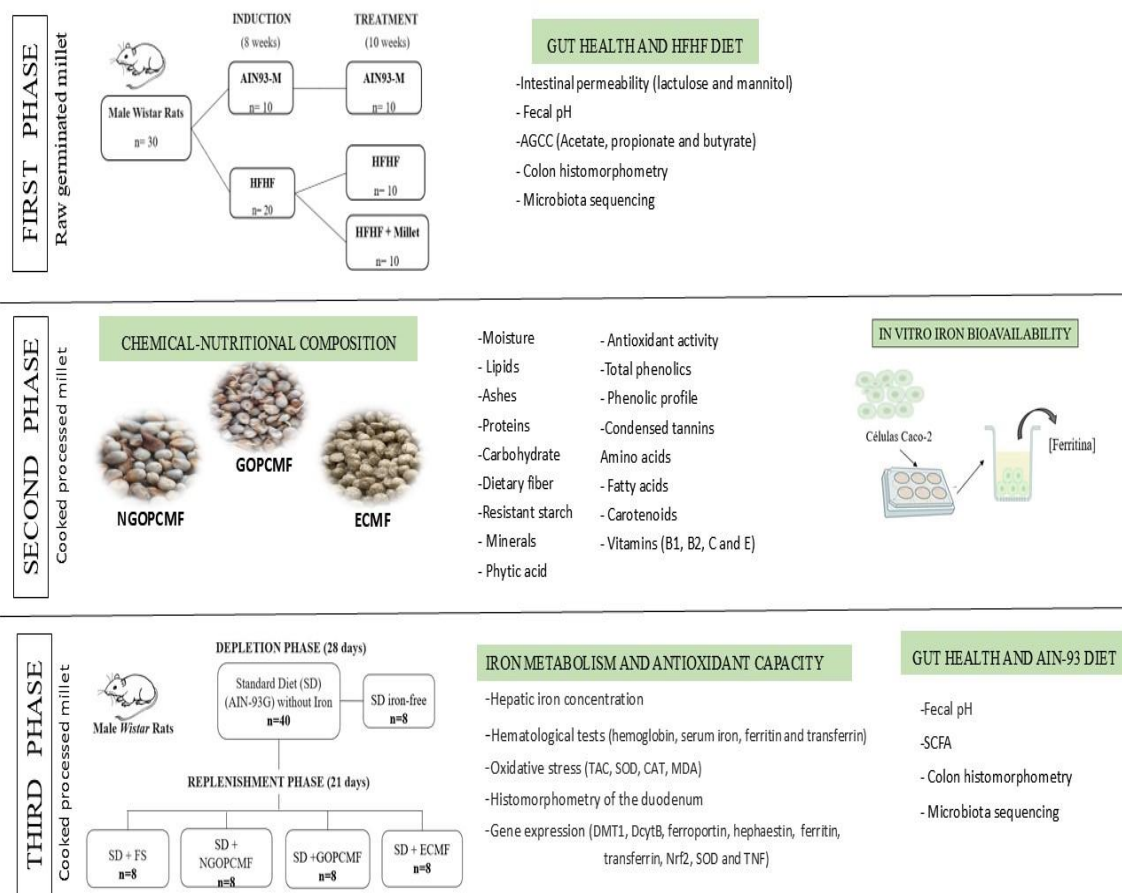 FIRST PHASE
Raw germinated millet
INDUCTION
(8 weeks)
TREATMENT
(10 weeks)
Male Wistar Rats
n= 30
AIN93-M
n= 10
AIN93-M
n= 10
HFHF
n= 20
HFHF
n= 10
HFHF + Millet
n= 10
GUT HEALTH AND HFHF DIET
-Intestinal permeability (lactulose and mannitol)
- Fecal pH
-AGCC (Acetate, propionate and butyrate)
- Colon histomorphometry
- Microbiota sequencing
SECOND PHASE
Cooked processed millet
CHEMICAL-NUTRITIONAL COMPOSITION
NGOPCMF
GOPCMF
ECMF
-Moisture
- Lipids
-Ashes
-Proteins
-Carbohydrate
-Dietary fiber
-Resistant starch
- Minerals
- Phytic acid
- Antioxidant activity
-Total phenolics
- Phenolic profile
-Condensed tannins
Amino acids
- Fatty acids
- Carotenoids
- Vitamins (B1, B2, C and E)
IN VITRO IRON BIOAVAILABILITY
Células Caco-2
[Ferritina]
THIRD PHASE
Cooked processed millet
Male Wistar Rats
DEPLETION PHASE (28 days)
Standard Diet (SD)
(AIN-93G) without Iron
n=40
SD iron-free
n=8
REPLENISHMENT PHASE (21 days)
SD + FS
n=8
SD +
NGOPCMF
n=8
SD +GOPCMF
n=8
SD + ECMF
n=8
IRON METABOLISM AND ANTIOXIDANT CAPACITY
-Hepatic iron concentration
-Hematological tests (hemoglobin, serum iron, ferritin and transferrin)
-Oxidative stress (TAC, SOD, CAT, MDA)
-Histomorphometry of the duodenum
-Gene expression (DMT1, DcytB, ferroportin, hephaestin, ferritin,
transferrin, Nrf2, SOD and TNF)
GUT HEALTH AND AIN-93 DIET
-Fecal pH
-SCFA
- Colon histomorphometry
- Microbiota sequencing